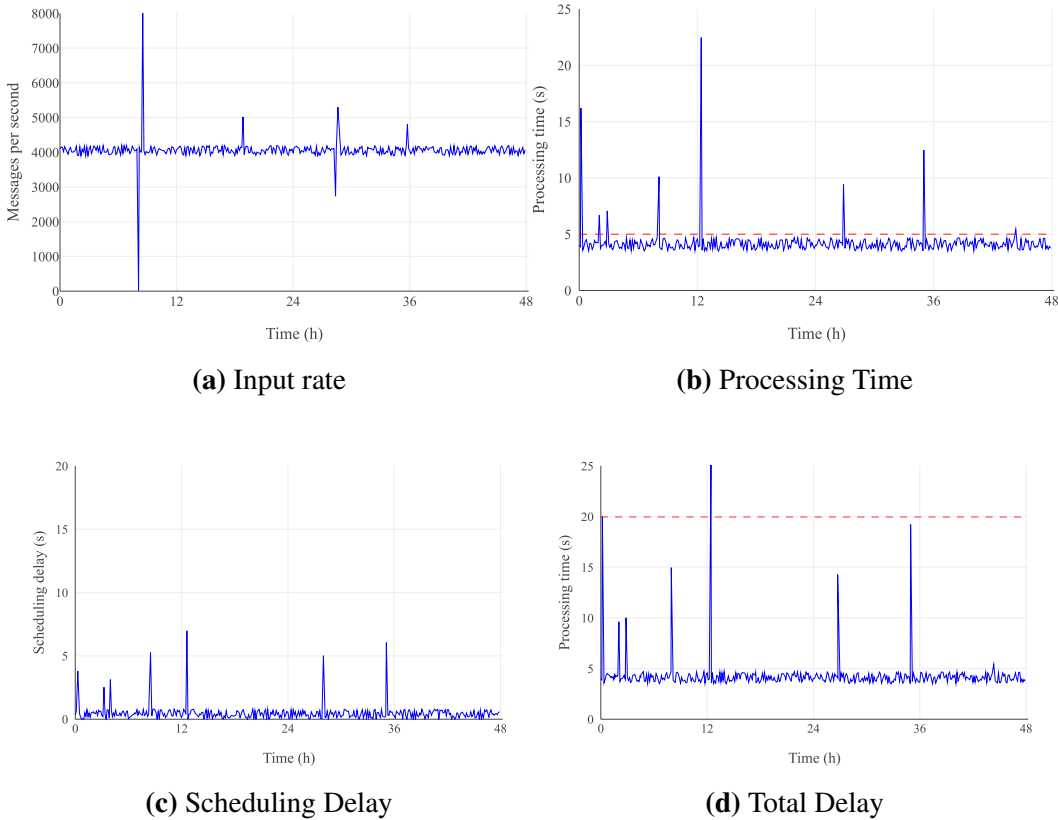 8000
7000
6000
5000
4000
3000
2000
1000
0
Messages per second
0 12 24 36 48
Time (h)
(a) Input rate
25
20
15
10
5
0
Processing time (s)
0 12 24 36 48
Time (h)
(b) Processing Time
20
15
10
5
0
Scheduling delay (s)
0 12 24 36 48
Time (h)
(c) Scheduling Delay
25
20
15
10
5
0
Processing time (s)
0 12 24 36 48
Time (h)
(d) Total Delay